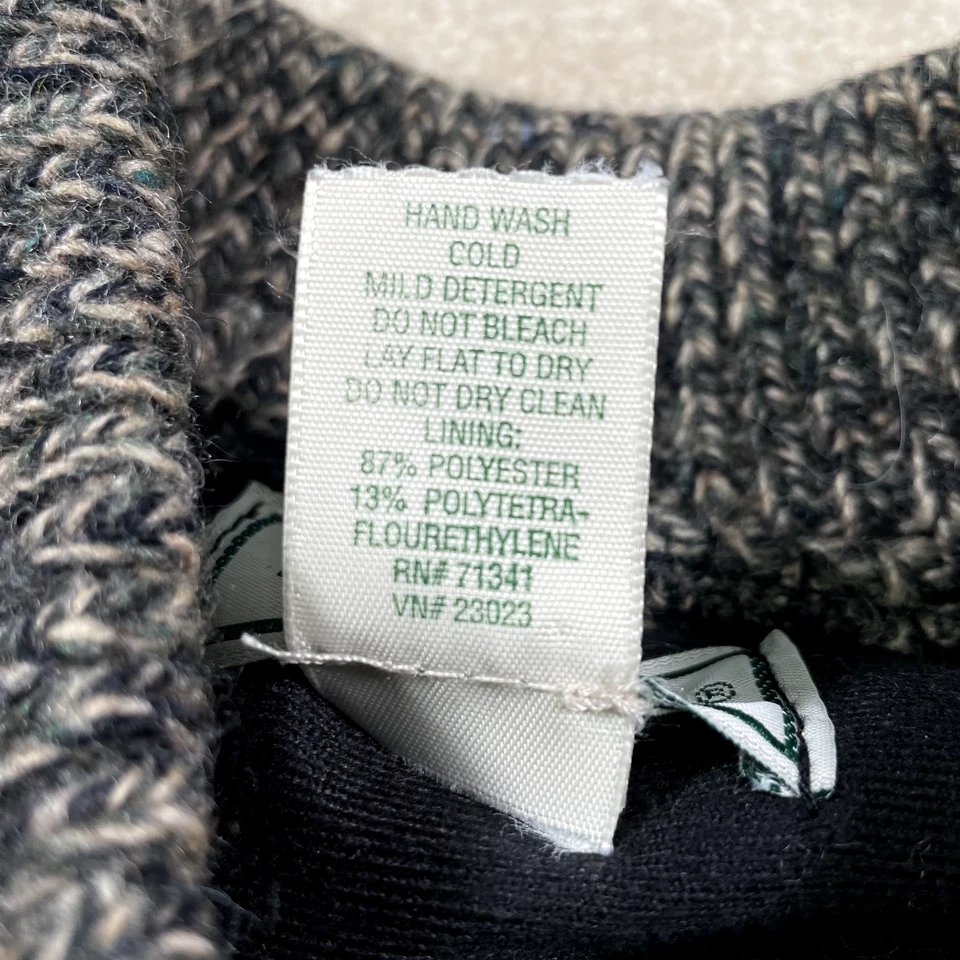 HAND WASH
COLD
MILD DETERGENT
DO NOT BLEACH
LAY FLAT TO DRY
DO NOT DRY CLEAN
LINING:
87% POLYESTER
13% POLYTETRA-
FLOURETHYLENE
RN# 71341
VN# 23023
®